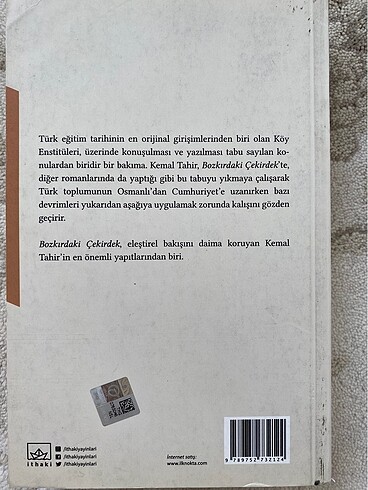 Türk eğitim tarihinin en orijinal girişimlerinden biri olan Köy
Enstitüleri, üzerinde konuşulması ve yazılması tabu sayılan ko-
nulardan biridir bir bakıma. Kemal Tahir, Bozkırdaki Çekirdek'te,
diğer romanlarında da yaptığı gibi bu tabuyu yıkmaya çalışarak
Türk toplumunun Osmanlı'dan Cumhuriyet'e uzanırken bazı
devrimleri yukarıdan aşağıya uygulamak zorunda kalışını gözden
geçirir.
Bozkırdaki Çekirdek, eleştirel bakışını daima koruyan Kemal
Tahir'in en önemli yapıtlarından biri.
ithaki
/ithakiyayinlari
/ithakiyayinlari
/ithakiyayinlari
İnternet satış:
www.ilknokta.com
9 789752 732124